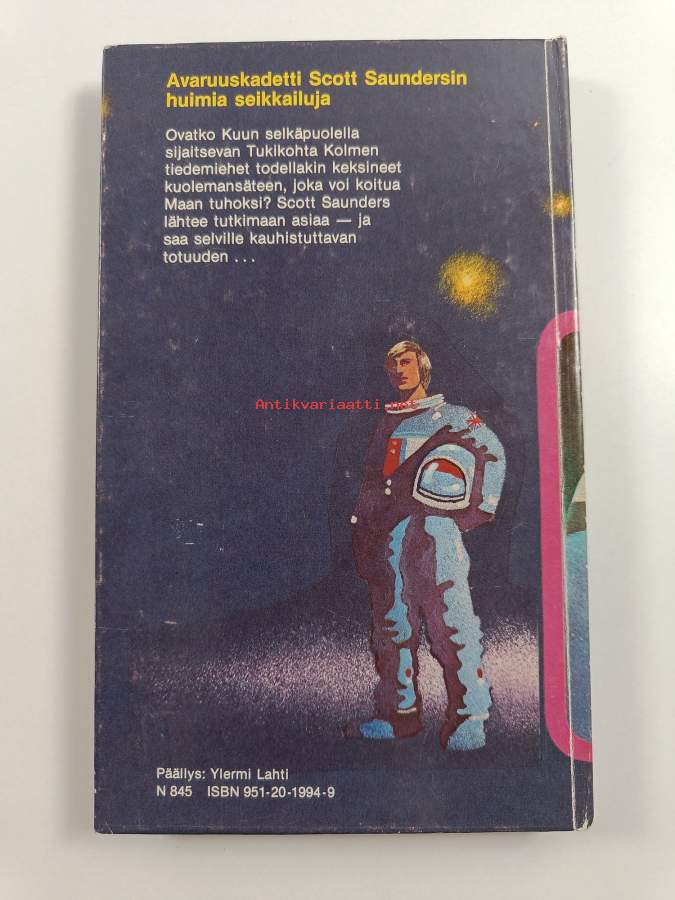 Avaruuskadetti Scott Saundersin
huimia seikkailuja
Ovatko Kuun selkäpuolella
sijaitsevan Tukikohta Kolmen
tiedemiehet todellakin keksineet
kuolemansäteen, joka voi koitua
Maan tuhoksi? Scott Saunders
lähtee tutkimaan asiaa — ja
saa selville kauhistuttavan
totuuden . . .
Antikvariaatti.net
Päällys: Ylermi Lahti
N 845 ISBN 951-20-1994-9